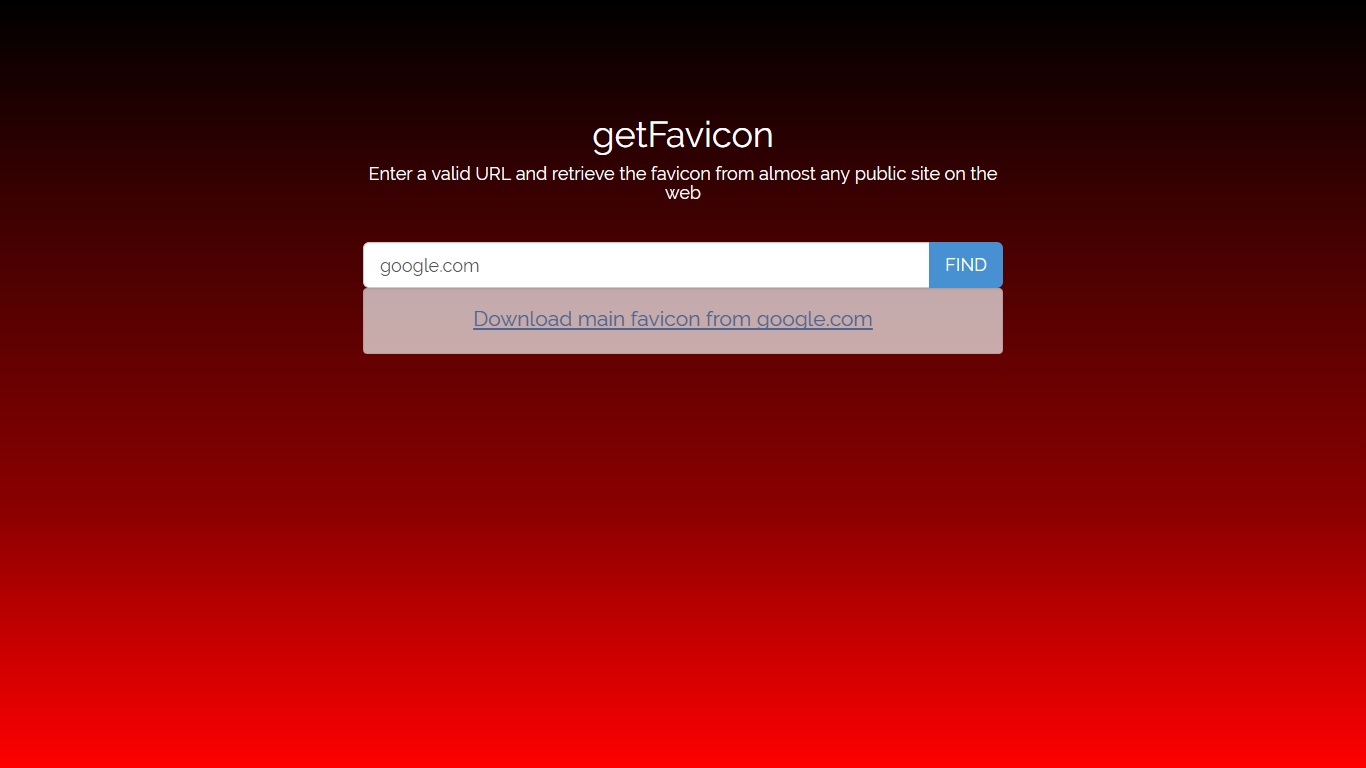 getFavicon
Enter a valid URL and retrieve the favicon from almost any public site on the
web
google.com
FIND
Download main favicon from google.com